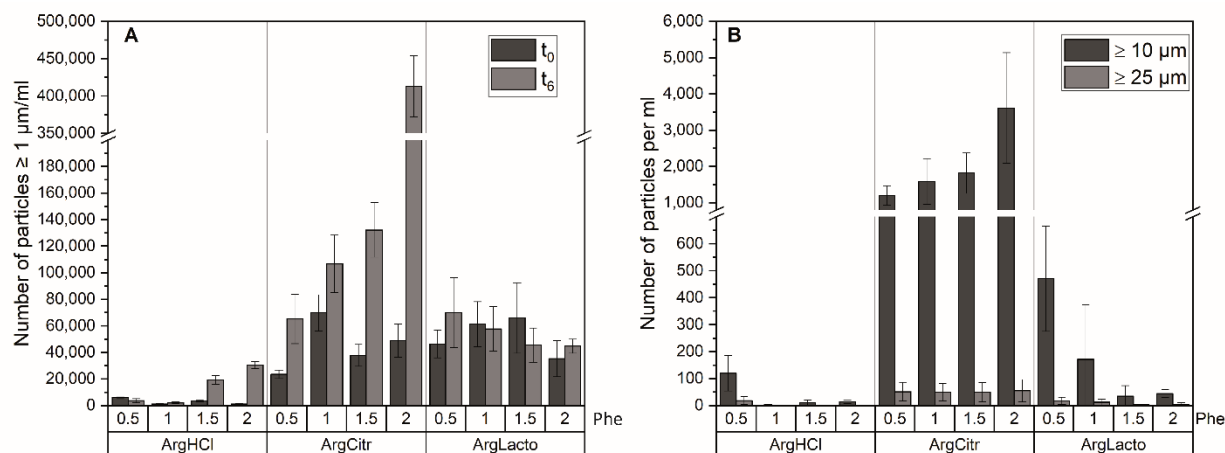 A
t0
t6
Number of particles ≥ 1 µm/ml
500,000
450,000
400,000
350,000
180,000
160,000
140,000
120,000
100,000
80,000
60,000
40,000
20,000
0
0.5 1 1.5 2 0.5 1 1.5 2 0.5 1 1.5 2 Phe
ArgHCl ArgCitr ArgLacto
B
≥ 10 µm
≥ 25 µm
Number of particles per ml
6,000
5,000
4,000
3,000
2,000
1,000
600
500
400
300
200
100
0
0.5 1 1.5 2 0.5 1 1.5 2 0.5 1 1.5 2 Phe
ArgHCl ArgCitr ArgLacto